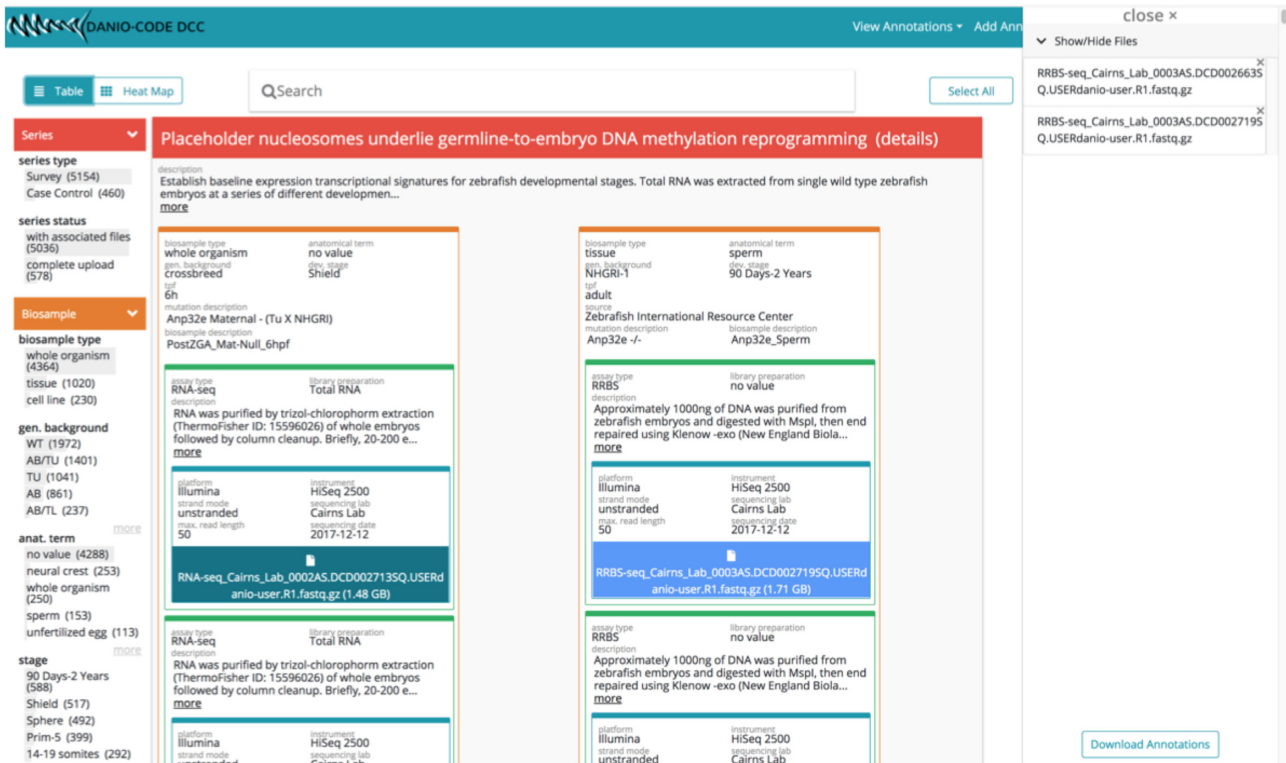 DANIO-CODE DCC
View Annotations
Add Ann
close ×
Show/Hide Files
RRBS-seq_Cairns_Lab_0003AS.DCD002663S
Q.USERdanio-user.R1.fastq.gz
RRBS-seq_Cairns_Lab_0003AS.DCD002719S
Q.USERdanio-user.R1.fastq.gz
Download Annotations
Table
Heat Map
Search
Select All
Series
series type
Survey (5154)
Case Control (460)
series status
with associated files
(5036)
complete upload
(578)
Biosample
biosample type
whole organism
(4364)
tissue (1020)
cell line (230)
gen. background
WT (1972)
AB/TU (1401)
TU (1041)
AB (861)
AB/TL (237)
more
anat. term
no value (4288)
neural crest (253)
whole organism
(250)
sperm (153)
unfertilized egg (113)
more
stage
90 Days-2 Years
(588)
Shield (517)
Sphere (492)
Prim-5 (399)
14-19 somites (292)
Placeholder nucleosomes underlie germline-to-embryo DNA methylation reprogramming (details)
description
Establish baseline expression transcriptional signatures for zebrafish developmental stages. Total RNA was extracted from single wild type zebrafish
embryos at a series of different developmen...
more
biosample type
anatomical term
whole organism
no value
gen. background
dev. stage
crossbreed
Shield
tpf
6h
mutation description
Anp32e Maternal - (Tu X NHGRI)
biosample description
PostZGA_Mat-Null_6hpf
assay type
library preparation
RNA-seq
Total RNA
description
RNA was purified by trizol-chlorophorm extraction
(ThermoFisher ID: 15596026) of whole embryos
followed by column cleanup. Briefly, 20-200 e...
more
platform
instrument
Illumina
HiSeq 2500
strand mode
sequencing lab
unstranded
Cairns Lab
max. read length
sequencing date
50
2017-12-12
RNA-seq_Cairns_Lab_0002AS.DCD002713SQ.USERd
anio-user.R1.fastq.gz (1.48 GB)
assay type
library preparation
RNA-seq
Total RNA
description
RNA was purified by trizol-chlorophorm extraction
(ThermoFisher ID: 15596026) of whole embryos
followed by column cleanup. Briefly, 20-200 e...
more
platform
instrument
Illumina
HiSeq 2500
strand mode
sequencing lab
unstranded
Cairns Lab
biosample type
anatomical term
tissue
sperm
gen. background
dev. stage
NHGRI-1
90 Days-2 Years
tpf
adult
source
Zebrafish International Resource Center
mutation description
biosample description
Anp32e -/-
Anp32e_Sperm
assay type
library preparation
RRBS
no value
description
Approximately 1000ng of DNA was purified from
zebrafish embryos and digested with MspI, then end
repaired using Klenow -exo (New England Biola...
more
platform
instrument
Illumina
HiSeq 2500
strand mode
sequencing lab
unstranded
Cairns Lab
max. read length
sequencing date
50
2017-12-12
RRBS-seq_Cairns_Lab_0003AS.DCD002719SQ.USERd
anio-user.R1.fastq.gz (1.71 GB)
assay type
library preparation
RRBS
no value
description
Approximately 1000ng of DNA was purified from
zebrafish embryos and digested with MspI, then end
repaired using Klenow -exo (New England Biola...
more
platform
instrument
Illumina
HiSeq 2500
strand mode
sequencing lab
unstranded
Cairns Lab